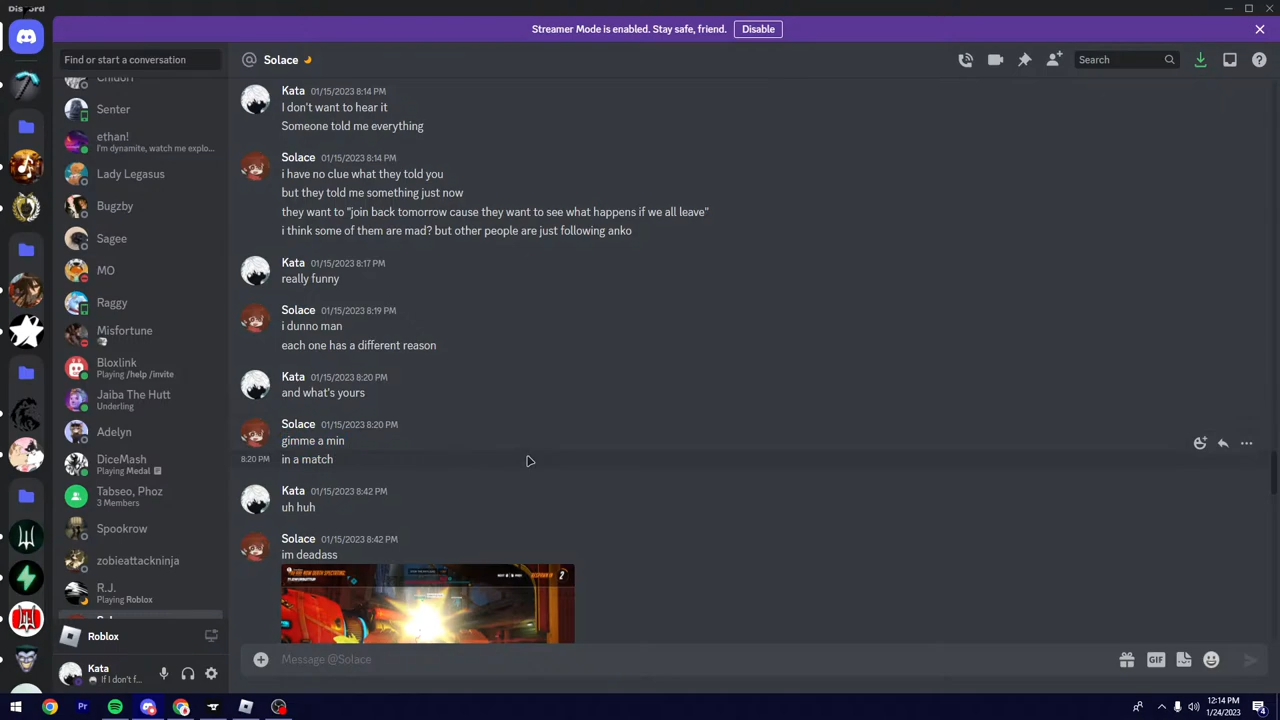 Discord
Streamer Mode is enabled. Stay safe, friend.
Disable
Find or start a conversation
Solace
Search
Chidori
Senter
ethan!
I'm dynamite, watch me explo...
Lady Legasus
Bugzby
Sagee
MO
Raggy
Misfortune
Bloxlink
Playing /help /invite
Jaiba The Hutt
Underling
Adelyn
DiceMash
Playing Medal
Tabseo, Phoz
3 Members
Spookrow
zobieattackninja
R.J.
Playing Roblox
Roblox
Kata
If I don't f...
Kata 01/15/2023 8:14 PM
I don't want to hear it
Someone told me everything
Solace 01/15/2023 8:14 PM
i have no clue what they told you
but they told me something just now
they want to "join back tomorrow cause they want to see what happens if we all leave"
i think some of them are mad? but other people are just following anko
Kata 01/15/2023 8:17 PM
really funny
Solace 01/15/2023 8:19 PM
i dunno man
each one has a different reason
Kata 01/15/2023 8:20 PM
and what's yours
Solace 01/15/2023 8:20 PM
gimme a min
8:20 PM in a match
Kata 01/15/2023 8:42 PM
uh huh
Solace 01/15/2023 8:42 PM
im deadass
Message @Solace
GIF
Pr
12:14 PM
1/24/2023
4